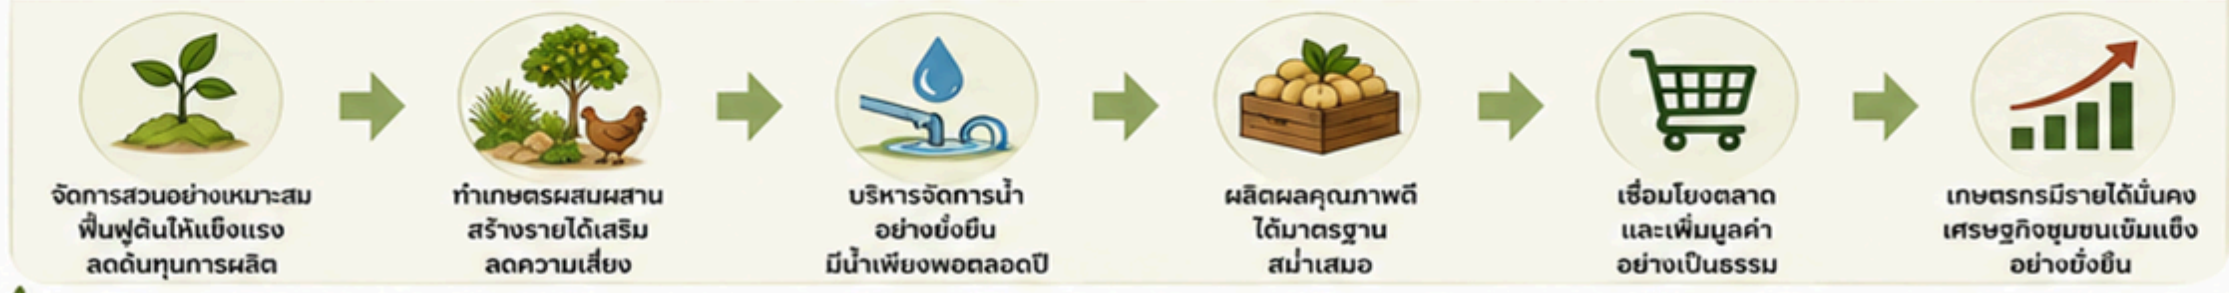 จัดการสวนอย่างเหมาะสม
ฟื้นฟูต้นให้แข็งแรง
ลดต้นทุนการผลิต
ทำเกษตรผสมผสาน
สร้างรายได้เสริม
ลดความเสี่ยง
บริหารจัดการน้ำ
อย่างยั่งยืน
มีน้ำเพียงพอตลอดปี
ผลิตผลคุณภาพดี
ได้มาตรฐาน
สม่ำเสมอ
เชื่อมโยงตลาด
และเพิ่มมูลค่า
อย่างเป็นธรรม
เกษตรกรมีรายได้มั่นคง
เศรษฐกิจชุมชนเข้มแข็ง
อย่างยั่งยืน